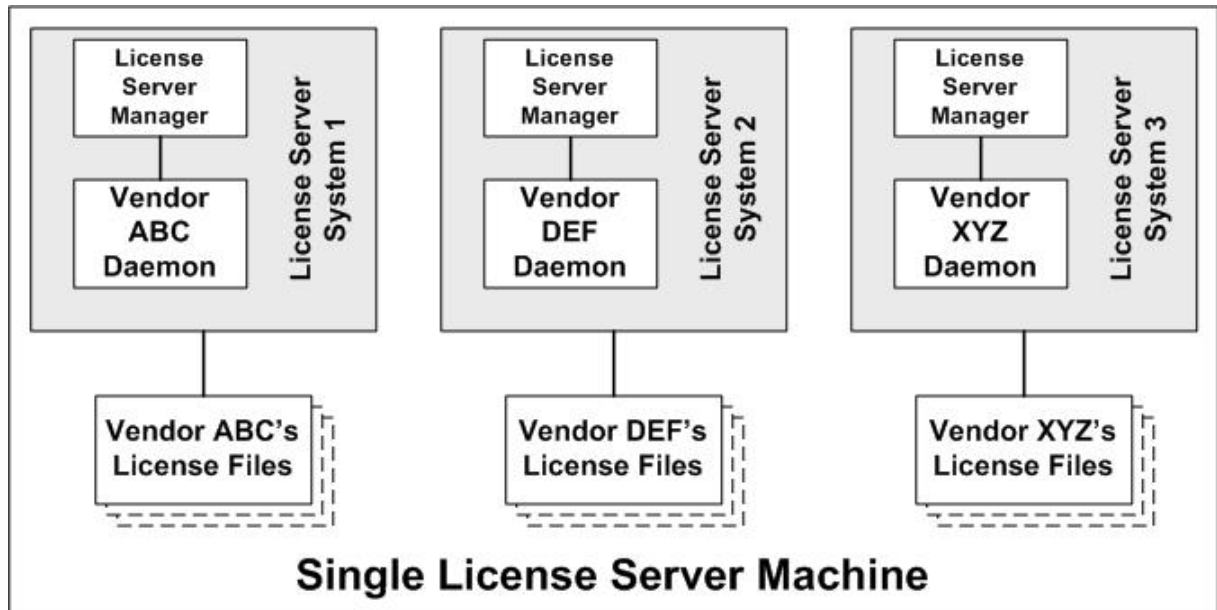 License
Server
Manager
Vendor
ABC
Daemon
License Server
System 1
Vendor ABC's
License Files
License
Server
Manager
Vendor
DEF
Daemon
License Server
System 2
Vendor DEF's
License Files
License
Server
Manager
Vendor
XYZ
Daemon
License Server
System 3
Vendor XYZ's
License Files
Single License Server Machine